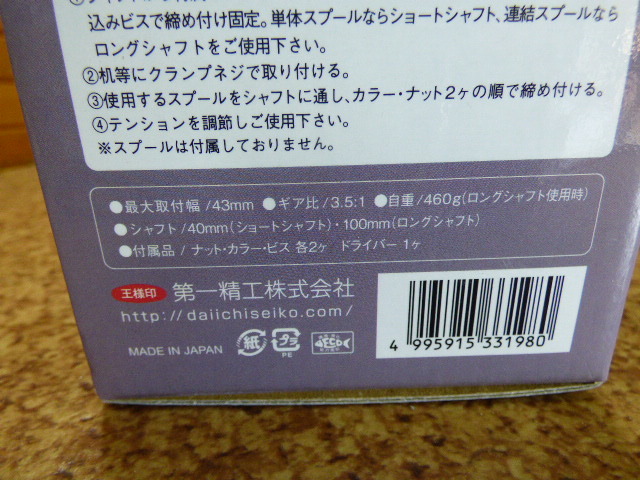 込みビスで締め付け固定。単体スプールならショートシャフト、連結スプールなら
ロングシャフトをご使用下さい。
②机等にクランプネジで取り付ける。
③使用するスプールをシャフトに通し、カラー・ナット2ヶの順で締め付ける。
④テンションを調節しご使用下さい。
※スプールは付属しておりません。
●最大取付幅 /43mm ●ギア比/3.5:1 ●自重/460g(ロングシャフト使用時)
●シャフト/40mm(ショートシャフト)・100mm(ロングシャフト)
●付属品/ ナット・カラー・ビス 各2ヶ ドライバー 1ヶ
王様印 第一精工株式会社
http://daiichiseiko.com/
MADE IN JAPAN 紙 プラ PE ECO
4 995915 331980